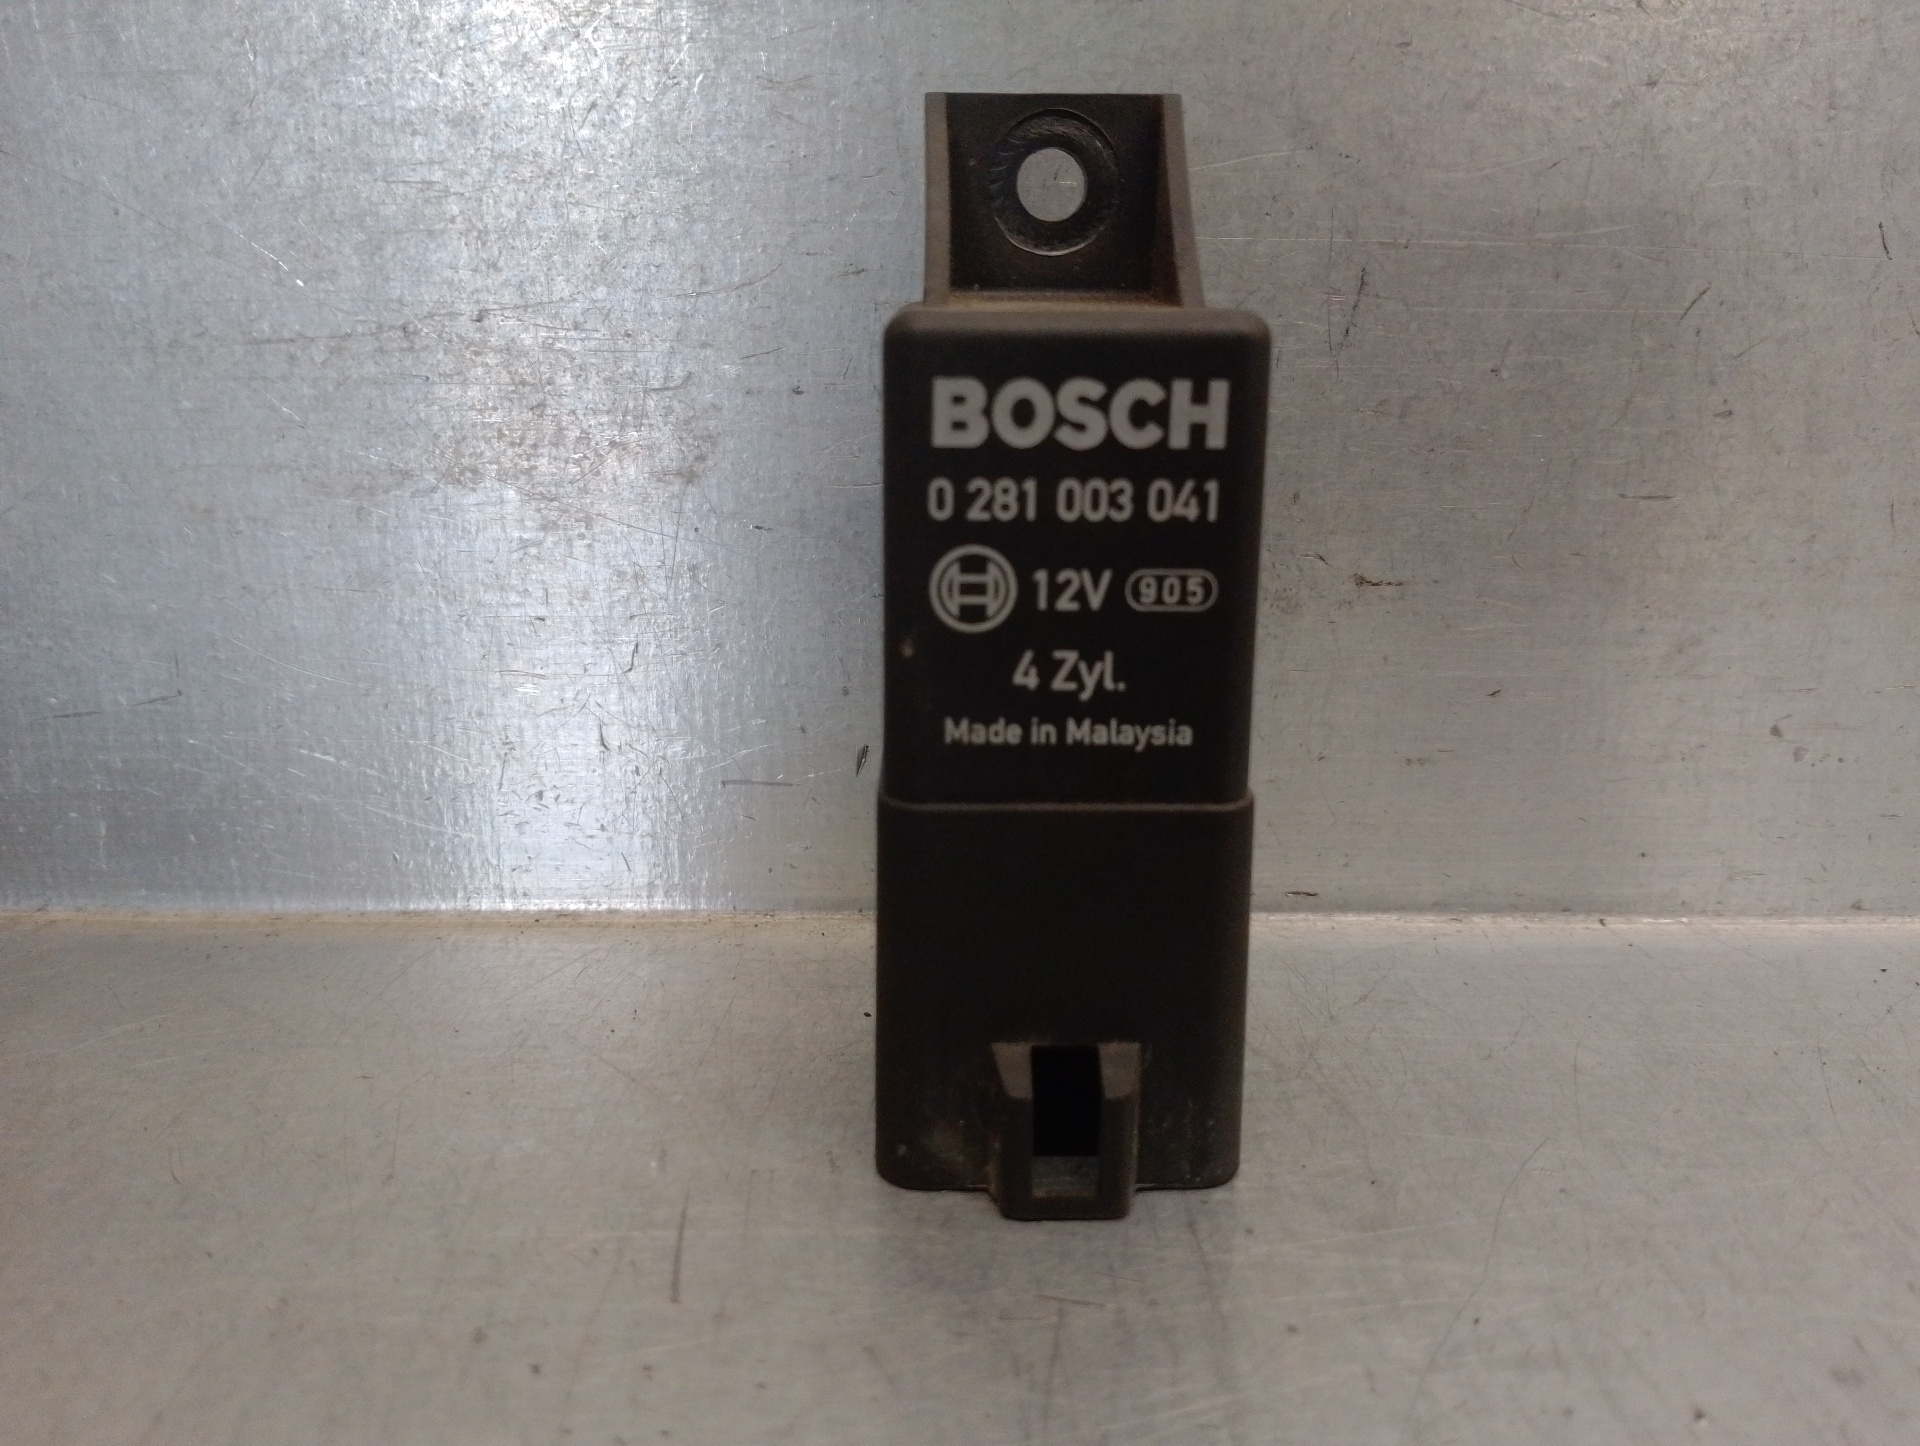 BOSCH
0 281 003 041
12V 905
4 Zyl.
Made in Malaysia